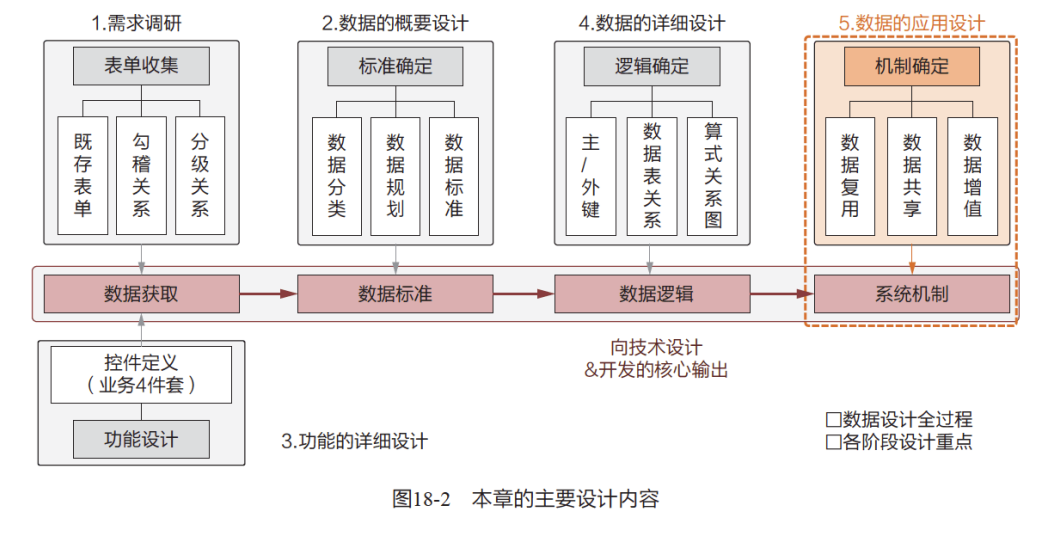 1.需求调研
2.数据的概要设计
4.数据的详细设计
5.数据的应用设计
表单收集
标准确定
逻辑确定
机制确定
既存表单
勾稽关系
分级关系
数据分类
数据规划
数据标准
主/外键
数据表关系
算式关系图
数据复用
数据共享
数据增值
数据获取
数据标准
数据逻辑
系统机制
控件定义
（业务4件套）
功能设计
3.功能的详细设计
向技术设计
&开发的核心输出
□数据设计全过程
□各阶段设计重点
图18-2 本章的主要设计内容